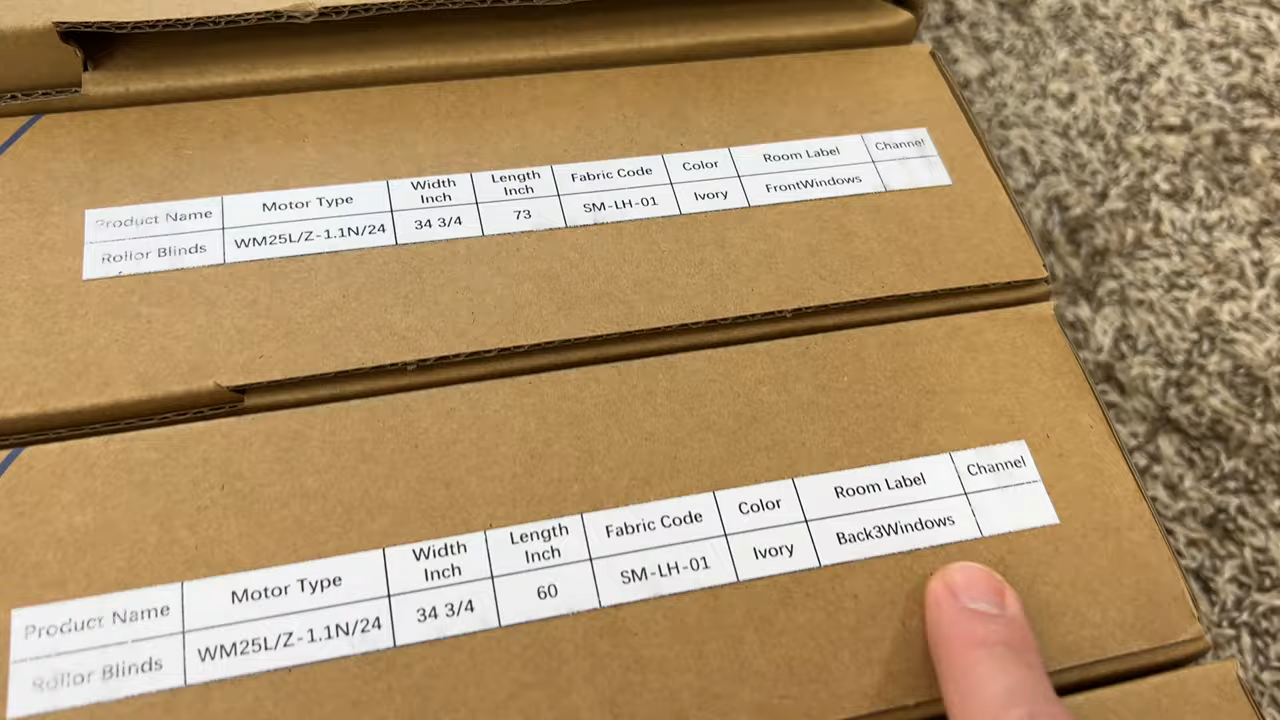 Product Name Motor Type Width Inch Length Inch Fabric Code Color Room Label Channel
Rollor Blinds WM25L/Z-1.1N/24 34 3/4 73 SM-LH-01 Ivory FrontWindows
Product Name Motor Type Width Inch Length Inch Fabric Code Color Room Label Channel
Rollor Blinds WM25L/Z-1.1N/24 34 3/4 60 SM-LH-01 Ivory Back3Windows